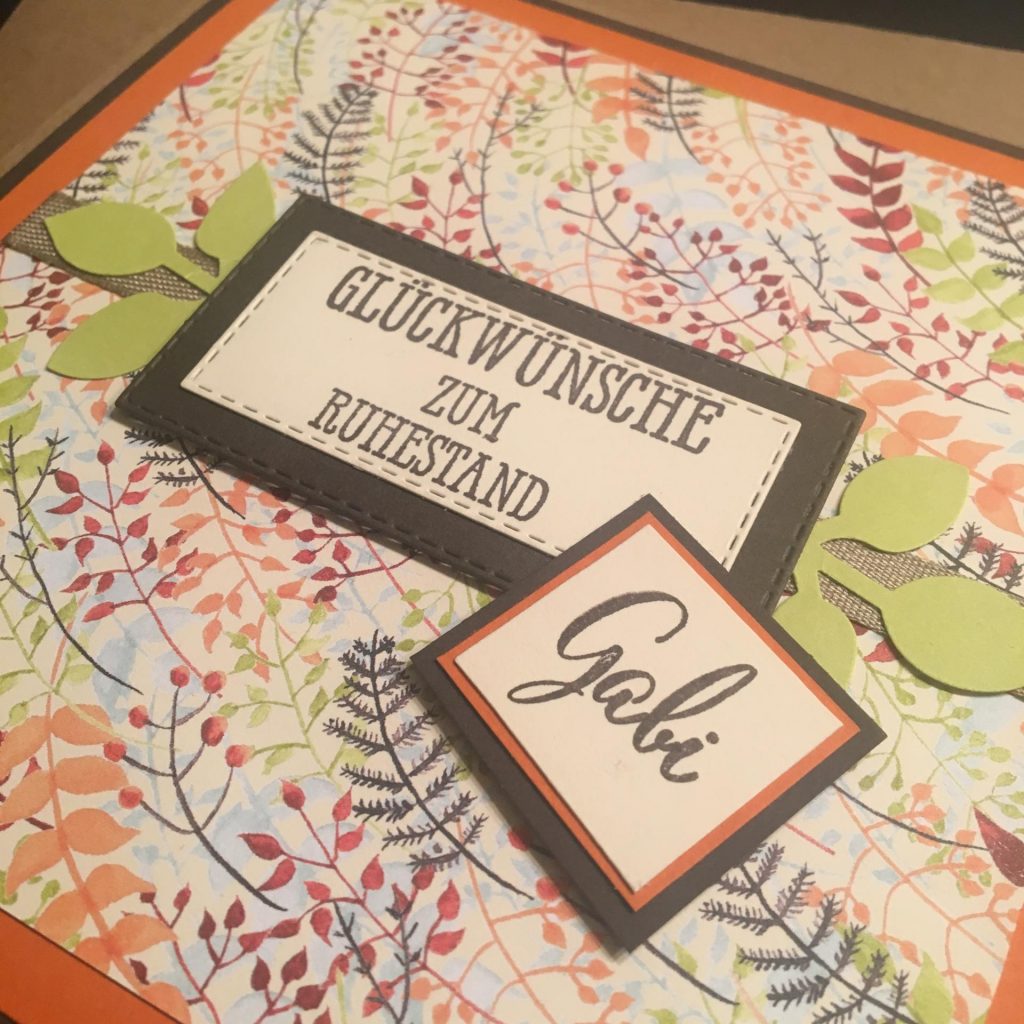 GLÜCKWÜNSCHE
ZUM
RUHESTAND
Gabi